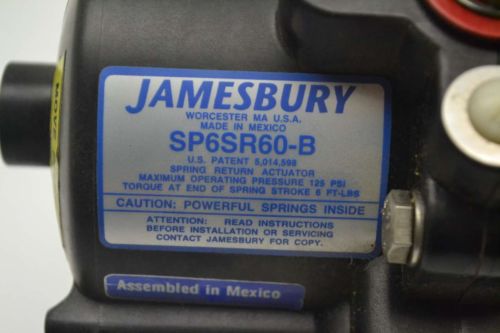 JAMESBURY
WORCESTER MA U.S.A.
MADE IN MEXICO
SP6SR60-B
U.S. PATENT 5,014,598
SPRING RETURN ACTUATOR
MAXIMUM OPERATING PRESSURE 125 PSI
TORQUE AT END OF SPRING STROKE 6 FT-LBS
CAUTION: POWERFUL SPRINGS INSIDE
ATTENTION: READ INSTRUCTIONS
BEFORE INSTALLATION OR SERVICING
CONTACT JAMESBURY FOR COPY.
Assembled in Mexico